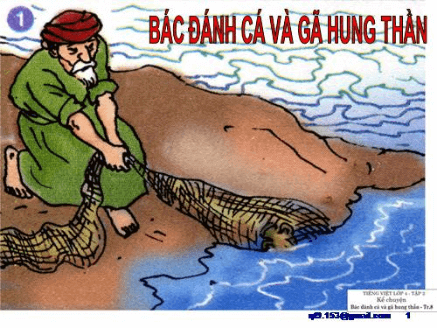 1
BÁC ĐÁNH CÁ VÀ GÃ HUNG THẦN
TIẾNG VIỆT LỚP 4 - TẬP 2
Kể chuyện
Bác đánh cá và gã hung thần - Tr.8
1